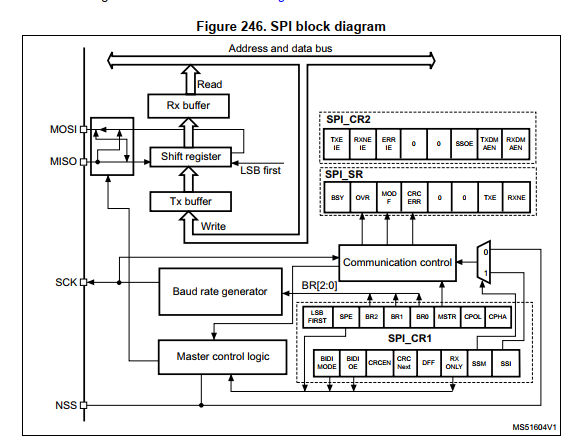 Figure 246. SPI block diagram
Address and data bus
Read
Rx buffer
MOSI
MISO
Shift register
LSB first
Tx buffer
Write
SPI_CR2
TXE IE
RXNE IE
ERR IE
0
0
SSOE
TXDM AEN
RXDM AEN
SPI_SR
BSY
OVR
MOD F
CRC ERR
0
0
TXE
RXNE
Communication control
0
1
SCK
Baud rate generator
BR[2:0]
LSB FIRST
SPE
BR2
BR1
BR0
MSTR
CPOL
CPHA
SPI_CR1
Master control logic
BIDI MODE
BIDI OE
CRCEN
CRC Next
DFF
RX ONLY
SSM
SSI
NSS
MS51604V1